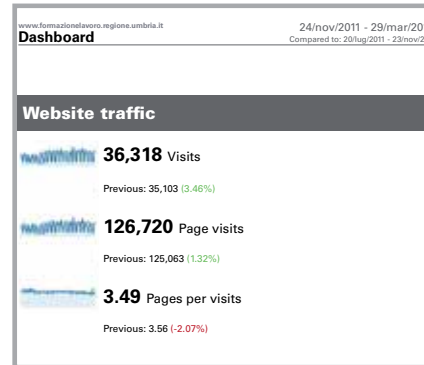 www.formazionelavoro.regione.umbria.it
Dashboard
24/nov/2011 - 29/mar/20
Compared to: 20/lug/2011 - 23/nov/2
Website traffic
36,318 Visits
Previous: 35,103 (3.46%)
126,720 Page visits
Previous: 125,063 (1.32%)
3.49 Pages per visits
Previous: 3.56 (-2.07%)